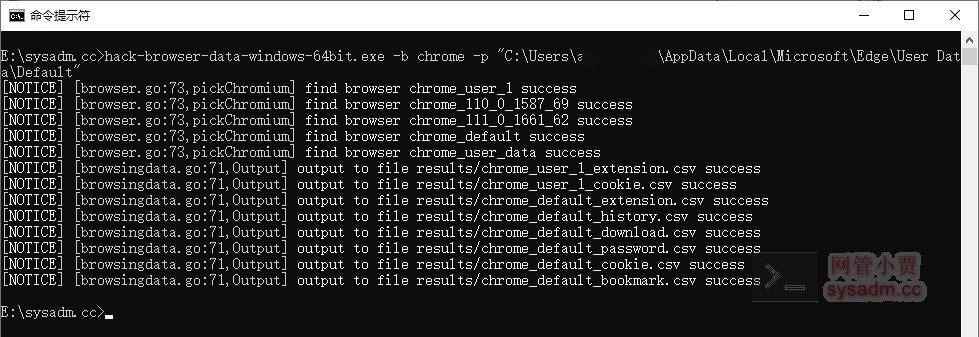 命令提示符
E:\sysadm.cc>hack-browser-data-windows-64bit.exe -b chrome -p "C:\Users\a \AppData\Local\Microsoft\Edge\User Dat
a\Default"
[NOTICE] [browser.go:73,pickChromium] find browser chrome_user_1 success
[NOTICE] [browser.go:73,pickChromium] find browser chrome_110_0_1587_69 success
[NOTICE] [browser.go:73,pickChromium] find browser chrome_111_0_1661_62 success
[NOTICE] [browser.go:73,pickChromium] find browser chrome_default success
[NOTICE] [browser.go:73,pickChromium] find browser chrome_user_data success
[NOTICE] [browsingdata.go:71,Output] output to file results/chrome_user_1_extension.csv success
[NOTICE] [browsingdata.go:71,Output] output to file results/chrome_user_1_cookie.csv success
[NOTICE] [browsingdata.go:71,Output] output to file results/chrome_default_extension.csv success
[NOTICE] [browsingdata.go:71,Output] output to file results/chrome_default_history.csv success
[NOTICE] [browsingdata.go:71,Output] output to file results/chrome_default_download.csv success
[NOTICE] [browsingdata.go:71,Output] output to file results/chrome_default_password.csv success
[NOTICE] [browsingdata.go:71,Output] output to file results/chrome_default_cookie.csv success
[NOTICE] [browsingdata.go:71,Output] output to file results/chrome_default_bookmark.csv success
网管小贾
sysadm.cc
E:\sysadm.cc>